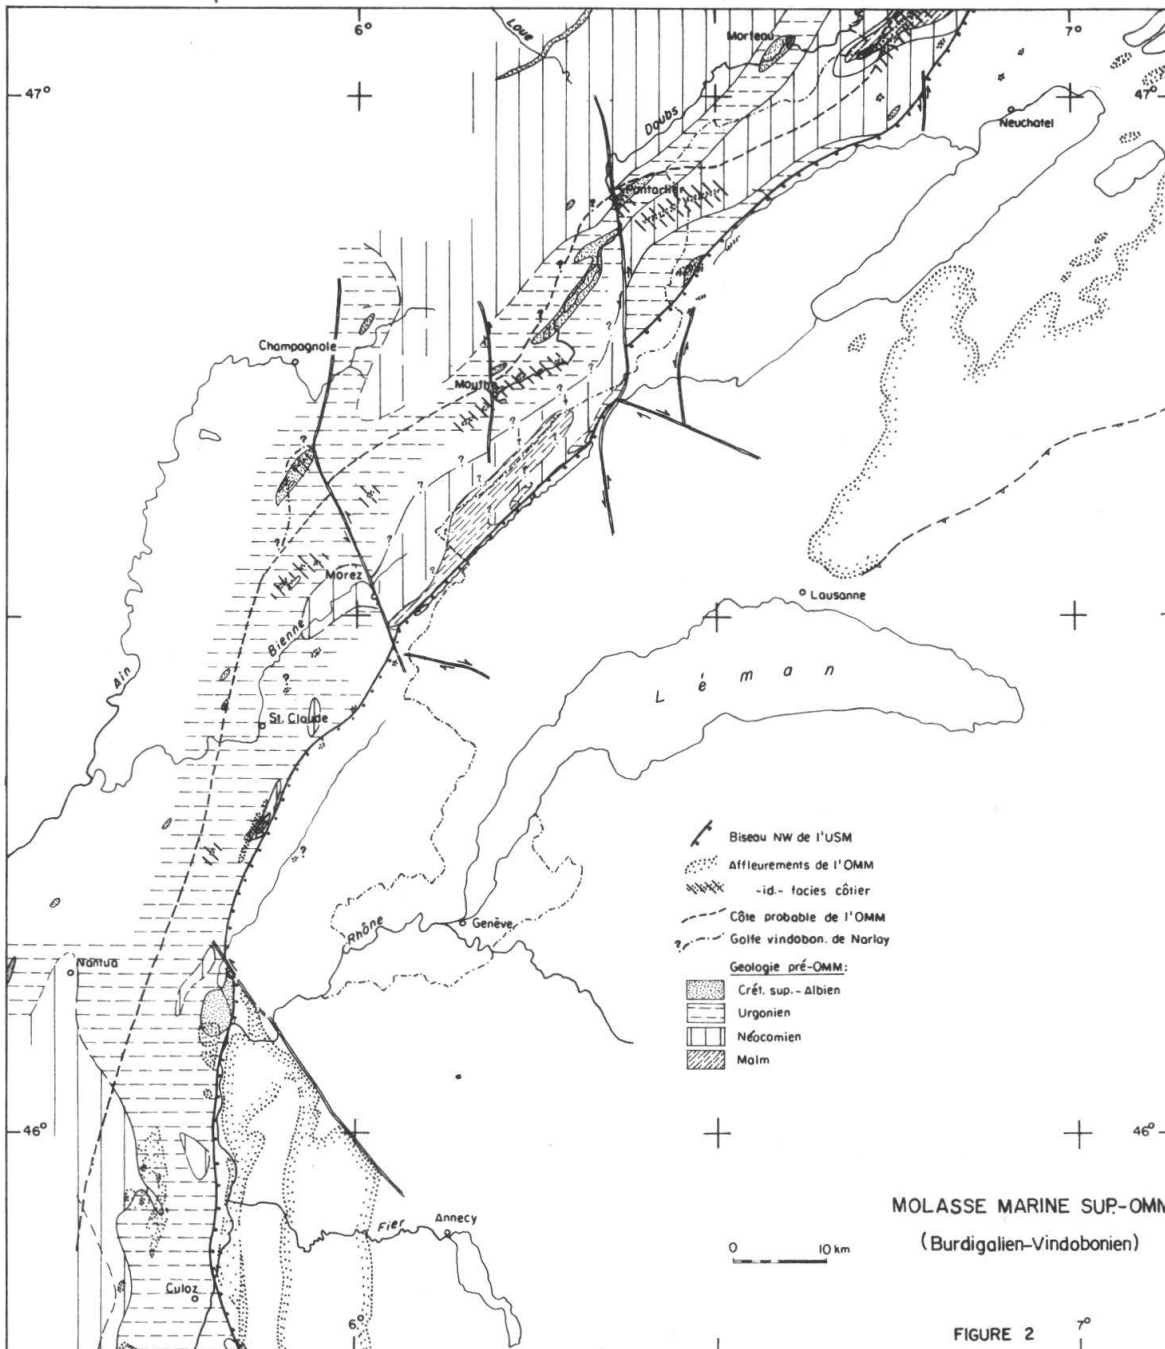 6°
7°
Loue
Morteau
47°
47°
Doubs
Neuchatel
Pontarlier
?
?
Champagnole
Mouthe
?
?
?
?
?
?
?
?
?
Morez
Lausanne
Bienne
Ain
Léman
?
St. Claude
?
Biseau NW de l'USM
Affleurements de l'OMM
-id.- facies côtier
Côte probable de l'OMM
? Golfe vindobon. de Narlay
Genève
Rhône
Nantua
Geologie pré-OMM:
Crét. sup.-Albien
Urgonien
Néocomien
Malm
46°
46°
MOLASSE MARINE SUP.-OMM
(Burdigalien-Vindobonien)
Fier
Annecy
0 10 km
Culoz
6°
7°
FIGURE 2